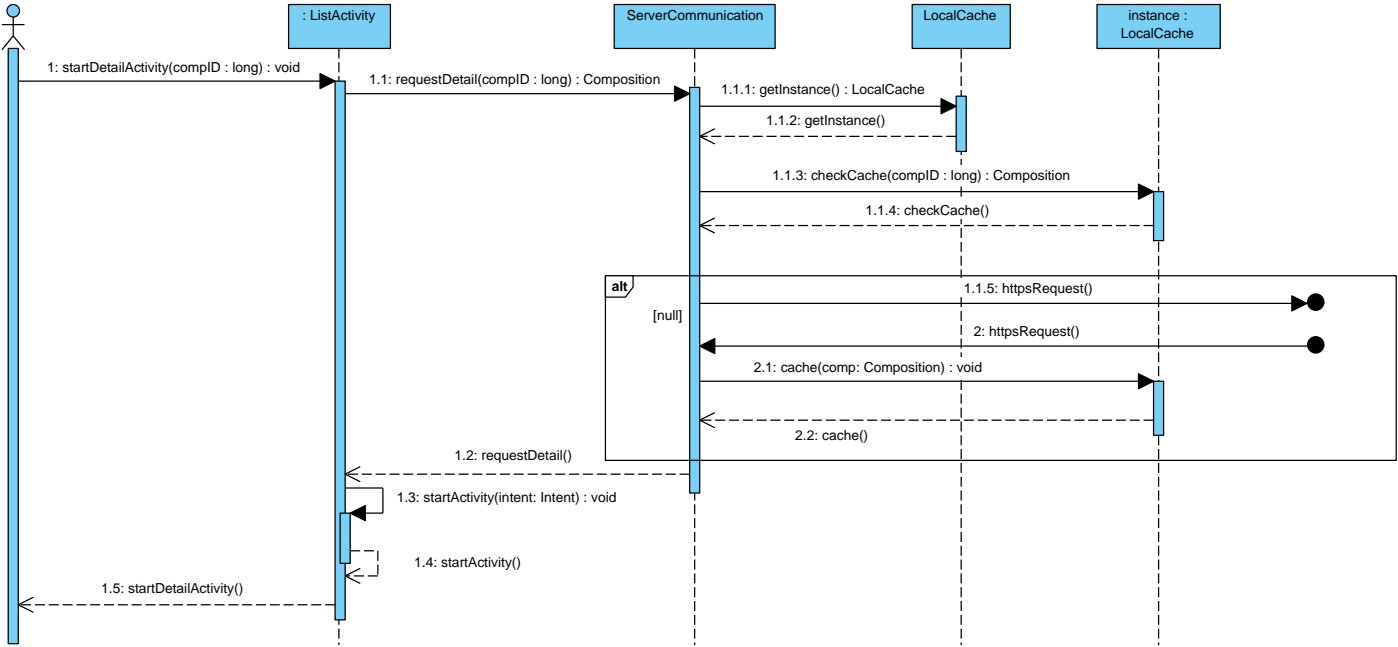 : ListActivity
ServerCommunication
LocalCache
instance :
LocalCache
1: startDetailActivity(compID : long) : void
1.1: requestDetail(compID : long) : Composition
1.1.1: getInstance() : LocalCache
1.1.2: getInstance()
1.1.3: checkCache(compID : long) : Composition
1.1.4: checkCache()
alt
1.1.5: httpsRequest()
[null]
2: httpsRequest()
2.1: cache(comp: Composition) : void
2.2: cache()
1.2: requestDetail()
1.3: startActivity(intent: Intent) : void
1.4: startActivity()
1.5: startDetailActivity()